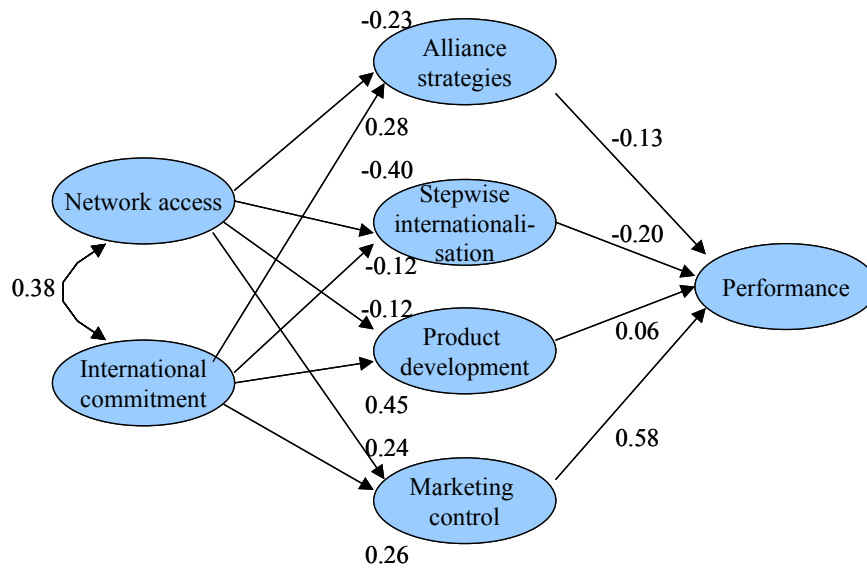 -0.23
Alliance
strategies
0.28
-0.13
-0.40
Network access
Stepwise
internationali-
sation
-0.20
-0.12
0.38
Performance
-0.12
Product
development
0.06
International
commitment
0.45
0.24
0.58
Marketing
control
0.26